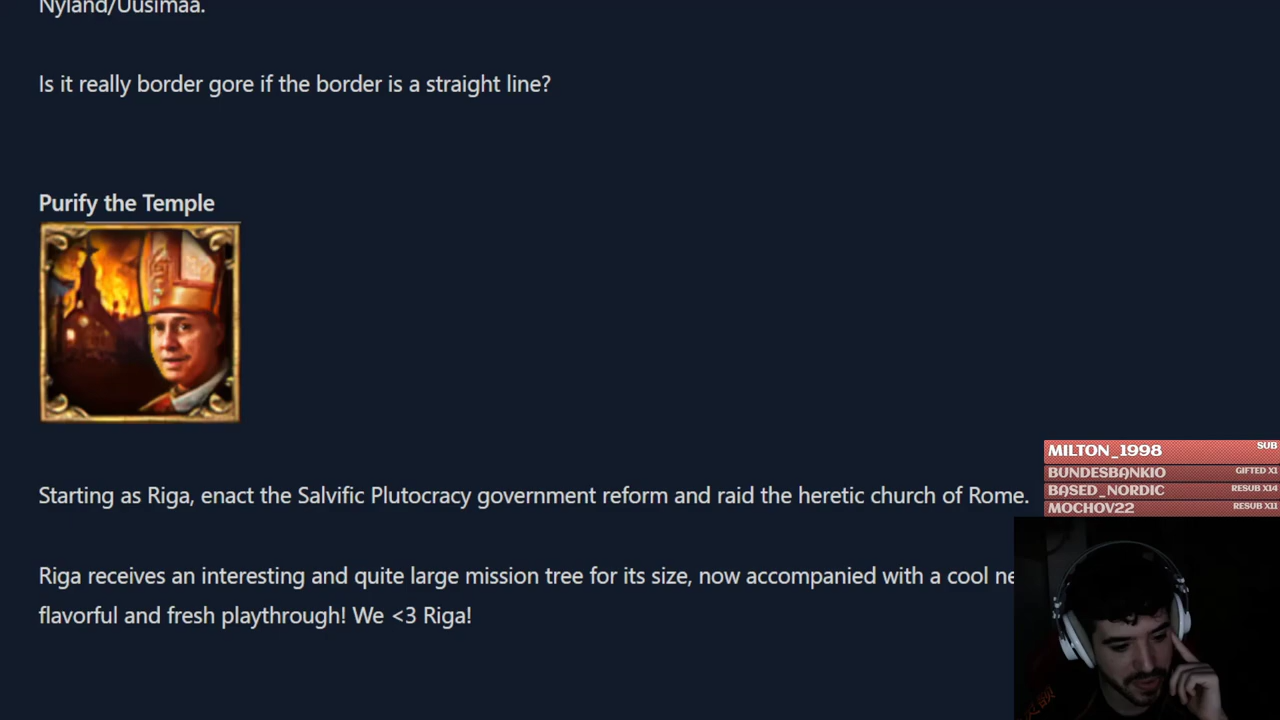 Nyland/Uusimaa.
Is it really border gore if the border is a straight line?
Purify the Temple
Starting as Riga, enact the Salvific Plutocracy government reform and raid the heretic church of Rome.
Riga receives an interesting and quite large mission tree for its size, now accompanied with a cool
flavorful and fresh playthrough! We <3 Riga!
MILTON_1998 SUB
BUNDESBANKIO GIFTED X1
BASED_NORDIC RESUB X14
MOCHOV22 RESUB X11